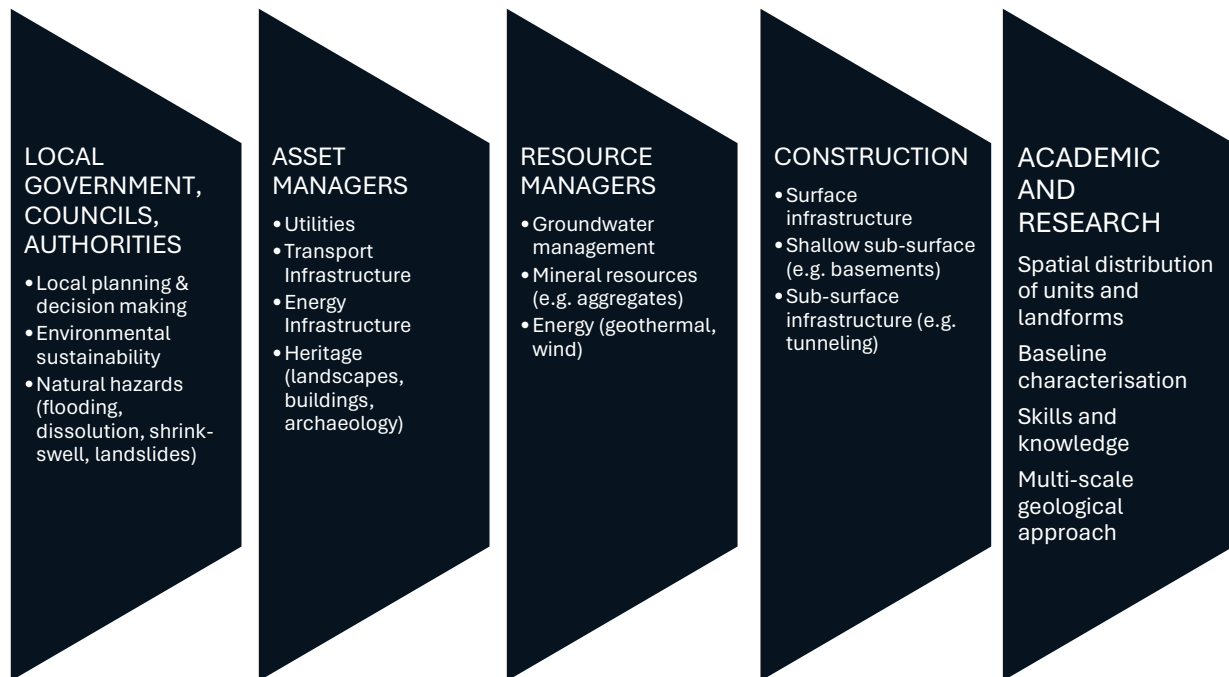 LOCAL
GOVERNMENT,
COUNCILS,
AUTHORITIES
•Local planning &
decision making
•Environmental
sustainability
•Natural hazards
(flooding,
dissolution, shrink-
swell, landslides)
ASSET
MANAGERS
•Utilities
•Transport
Infrastructure
•Energy
Infrastructure
•Heritage
(landscapes,
buildings,
archaeology)
RESOURCE
MANAGERS
•Groundwater
management
•Mineral resources
(e.g. aggregates)
•Energy (geothermal,
wind)
CONSTRUCTION
•Surface
infrastructure
•Shallow sub-surface
(e.g. basements)
•Sub-surface
infrastructure (e.g.
tunneling)
ACADEMIC
AND
RESEARCH
Spatial distribution
of units and
landforms
Baseline
characterisation
Skills and
knowledge
Multi-scale
geological
approach